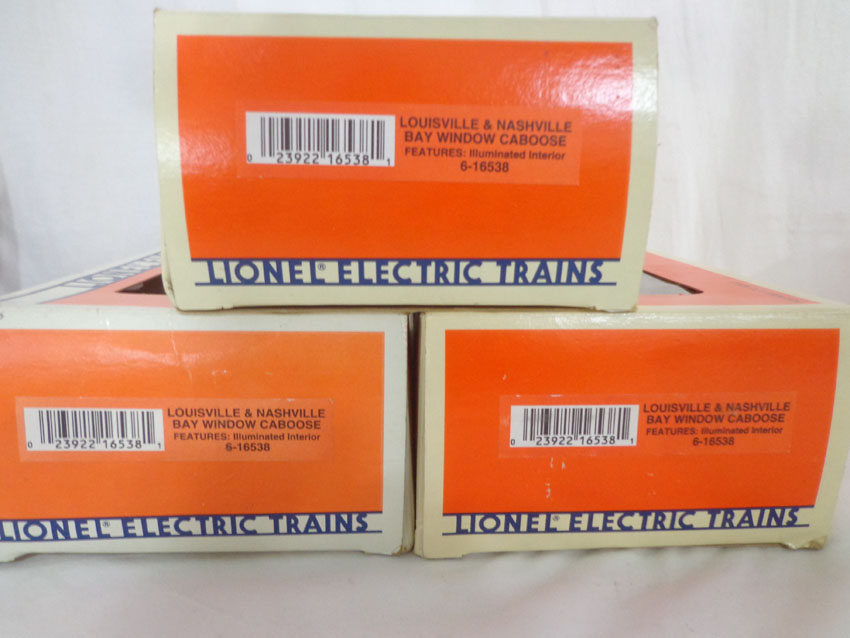 LOUISVILLE & NASHVILLE
BAY WINDOW CABOOSE
FEATURES: Illuminated Interior
6-16538
0 23922 16538 1
LIONEL® ELECTRIC TRAINS
LIONEL
LOUISVILLE & NASHVILLE
BAY WINDOW CABOOSE
FEATURES: Illuminated Interior
6-16538
0 23922 16538 1
LIONEL® ELECTRIC TRAINS
LOUISVILLE & NASHVILLE
BAY WINDOW CABOOSE
FEATURES: Illuminated Interior
6-16538
0 23922 16538 1
LIONEL® ELECTRIC TRAINS